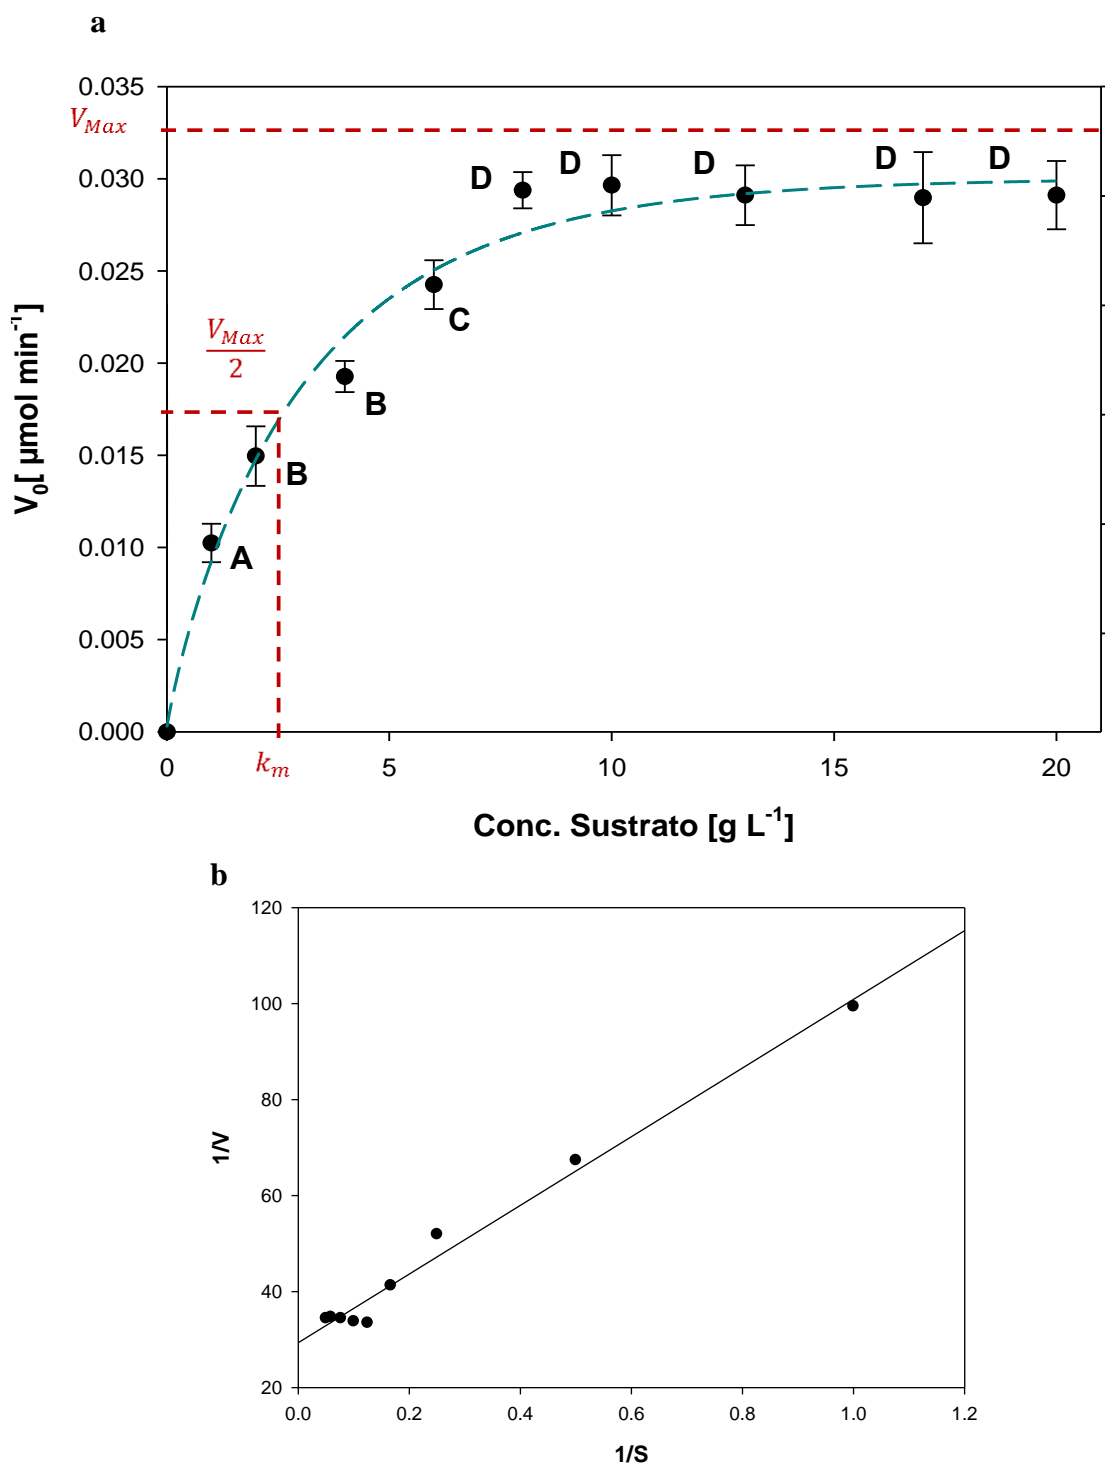 a
0.035
V_Max
0.030
D D D D D
0.025
C
V_Max
2
0.020
B
0.015
B
0.010
A
0.005
0.000
0 5 10 15 20
k_m
V₀[ µmol min⁻¹]
Conc. Sustrato [g L⁻¹]
b
120
100
80
60
40
20
0.0 0.2 0.4 0.6 0.8 1.0 1.2
1/V
1/S